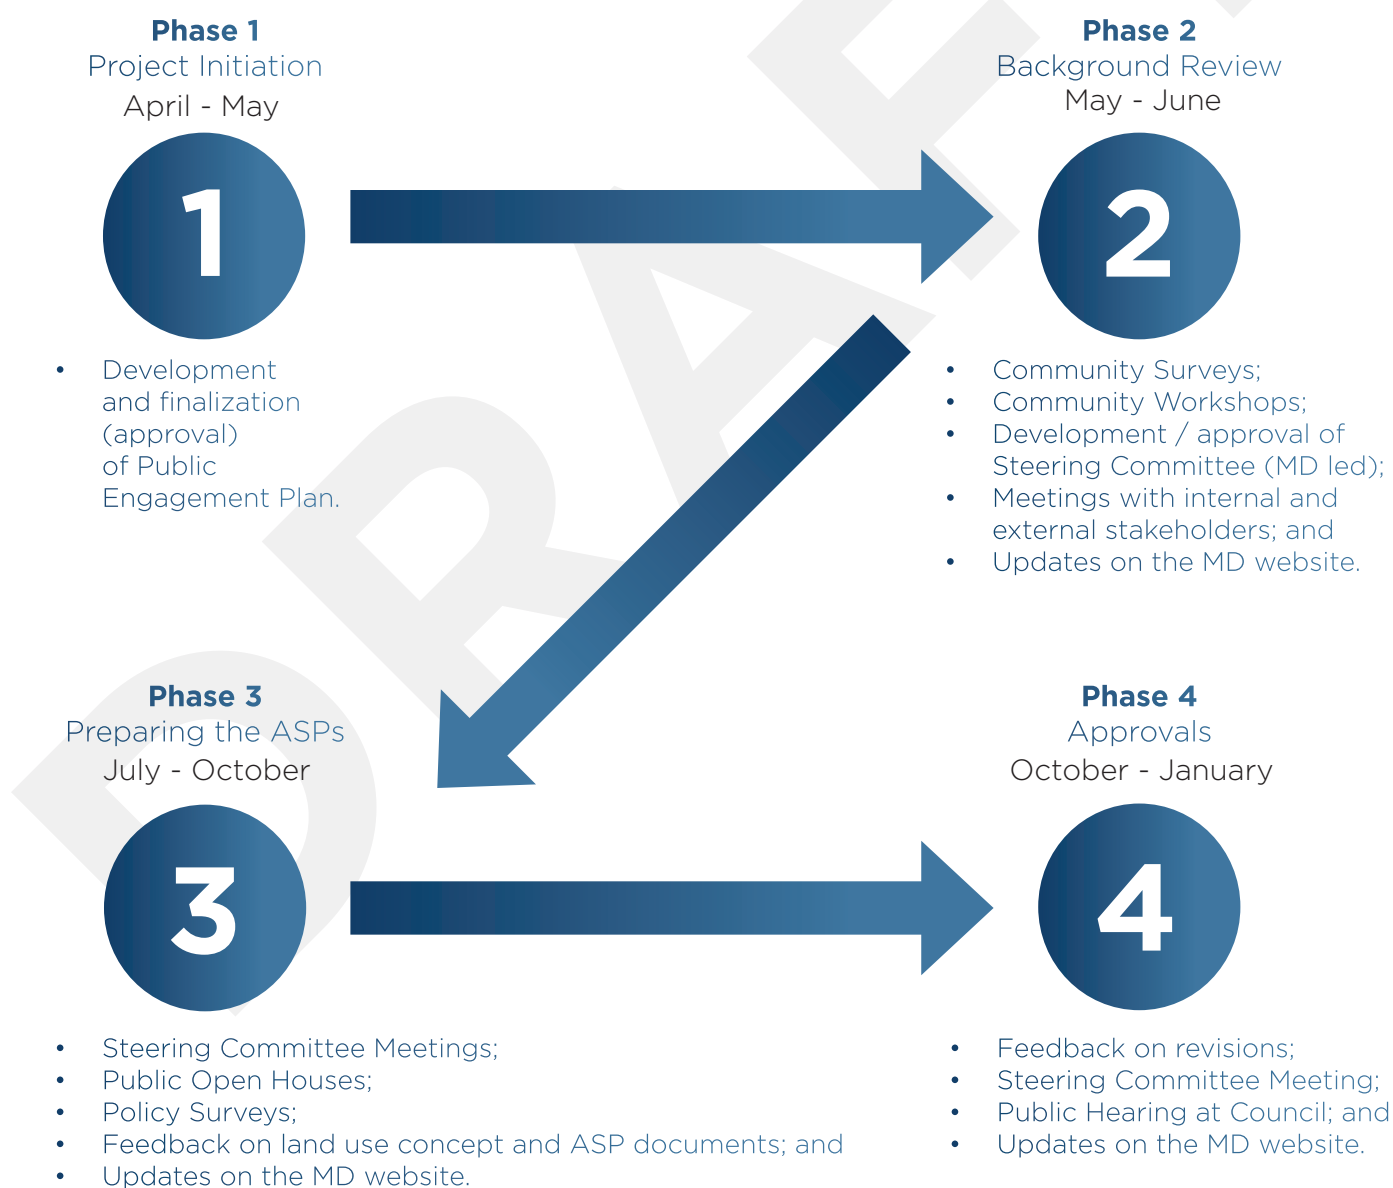 Phase 1
Project Initiation
April - May
1
• Development
and finalization
(approval)
of Public
Engagement Plan.
Phase 2
Background Review
May - June
2
• Community Surveys;
• Community Workshops;
• Development / approval of
Steering Committee (MD led);
• Meetings with internal and
external stakeholders; and
• Updates on the MD website.
Phase 3
Preparing the ASPs
July - October
3
• Steering Committee Meetings;
• Public Open Houses;
• Policy Surveys;
• Feedback on land use concept and ASP documents; and
• Updates on the MD website.
Phase 4
Approvals
October - January
4
• Feedback on revisions;
• Steering Committee Meeting;
• Public Hearing at Council; and
• Updates on the MD website.
DRAF